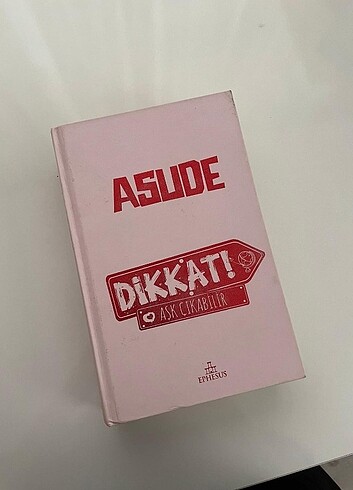 ASUDE
DİKKAT!
AŞK ÇIKABİLİR
EPHESUS